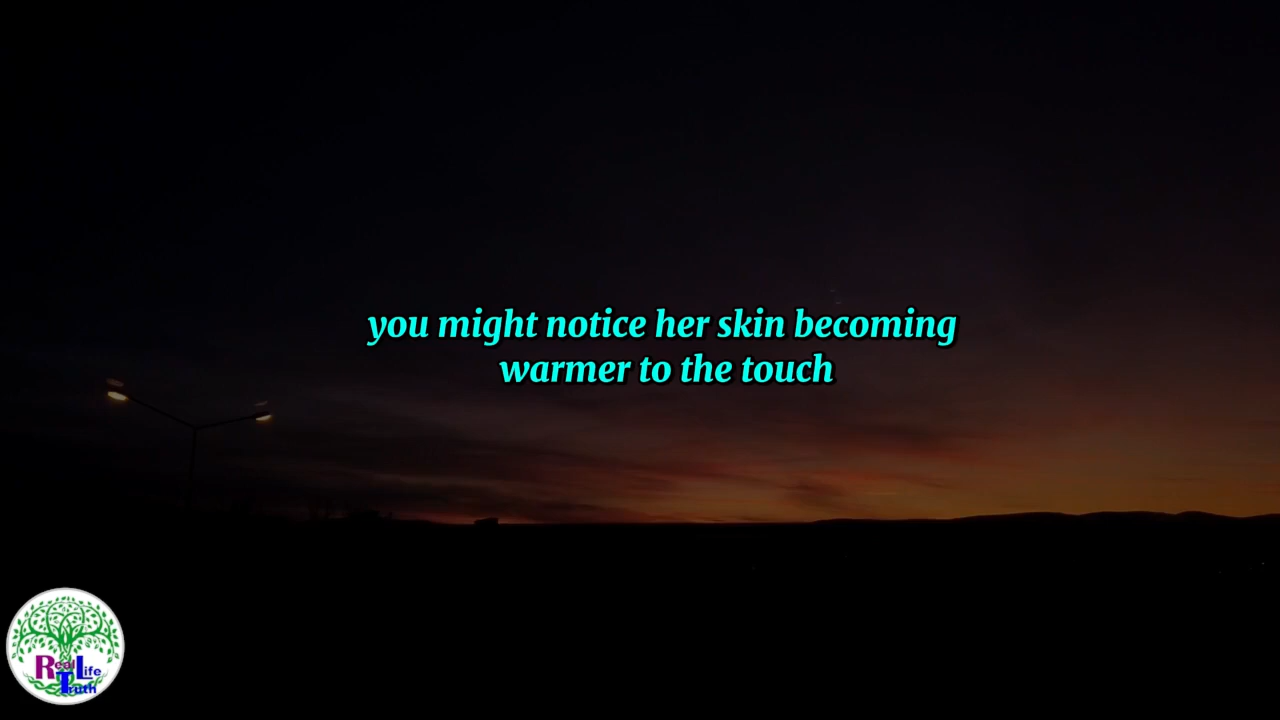 you might notice her skin becoming
warmer to the touch
Real Life
Truth